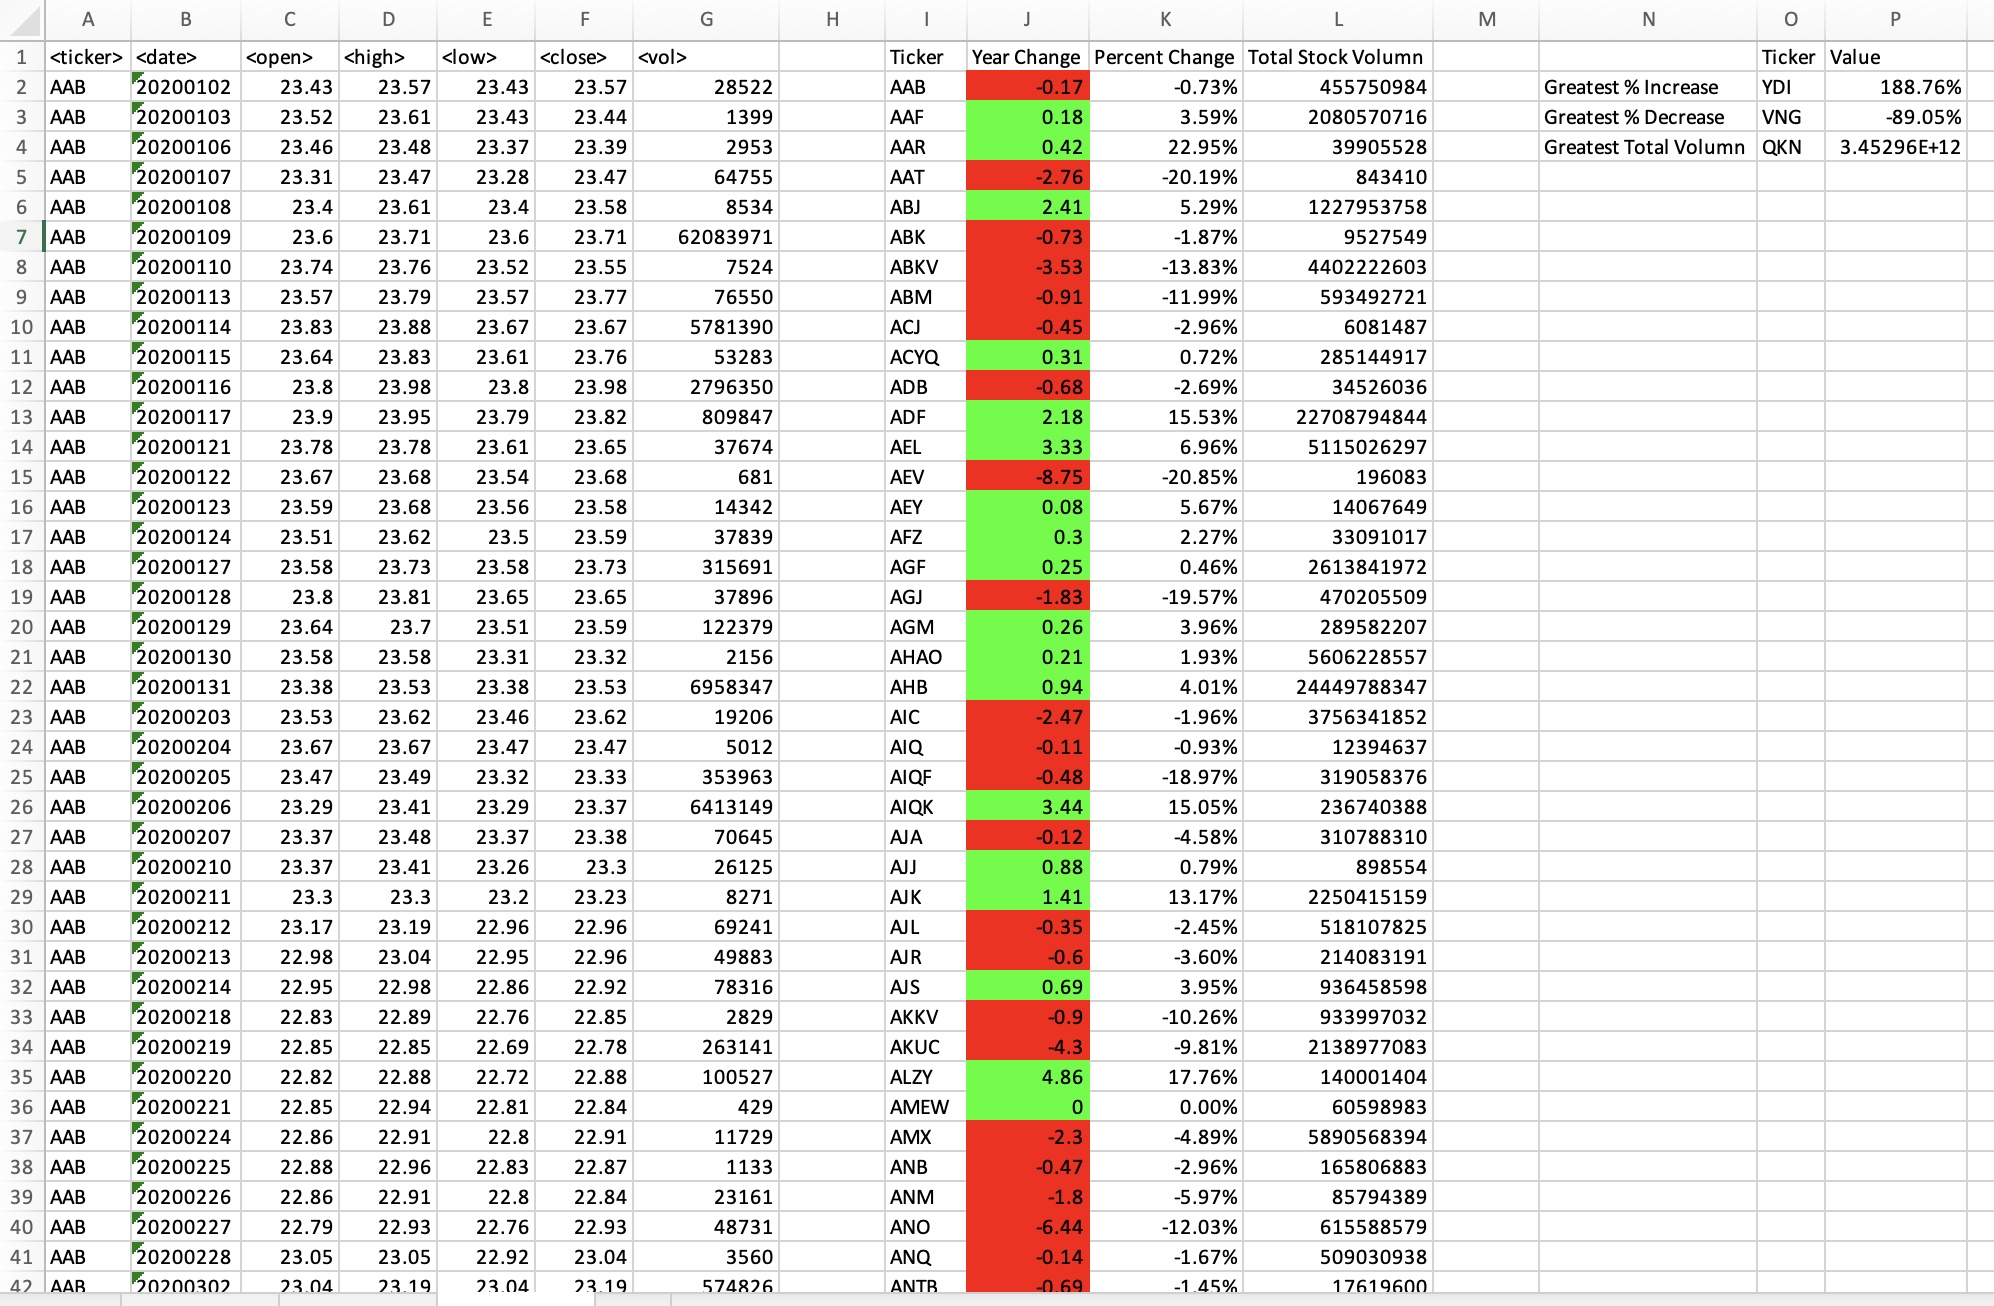 A B C D E F G H I J K L M N O P
1 <ticker> <date> <open> <high> <low> <close> <vol> Ticker Year Change Percent Change Total Stock Volumn Ticker Value
2 AAB 20200102 23.43 23.57 23.43 23.57 28522 AAB -0.17 -0.73% 455750984 Greatest % Increase YDI 188.76%
3 AAB 20200103 23.52 23.61 23.43 23.44 1399 AAF 0.18 3.59% 2080570716 Greatest % Decrease VNG -89.05%
4 AAB 20200106 23.46 23.48 23.37 23.39 2953 AAR 0.42 22.95% 39905528 Greatest Total Volumn QKN 3.45296E+12
5 AAB 20200107 23.31 23.47 23.28 23.47 64755 AAT -2.76 -20.19% 843410
6 AAB 20200108 23.4 23.61 23.4 23.58 8534 ABJ 2.41 5.29% 1227953758
7 AAB 20200109 23.6 23.71 23.6 23.71 62083971 ABK -0.73 -1.87% 9527549
8 AAB 20200110 23.74 23.76 23.52 23.55 7524 ABKV -3.53 -13.83% 4402222603
9 AAB 20200113 23.57 23.79 23.57 23.77 76550 ABM -0.91 -11.99% 593492721
10 AAB 20200114 23.83 23.88 23.67 23.67 5781390 ACJ -0.45 -2.96% 6081487
11 AAB 20200115 23.64 23.83 23.61 23.76 53283 ACYQ 0.31 0.72% 285144917
12 AAB 20200116 23.8 23.98 23.8 23.98 2796350 ADB -0.68 -2.69% 34526036
13 AAB 20200117 23.9 23.95 23.79 23.82 809847 ADF 2.18 15.53% 22708794844
14 AAB 20200121 23.78 23.78 23.61 23.65 37674 AEL 3.33 6.96% 5115026297
15 AAB 20200122 23.67 23.68 23.54 23.68 681 AEV -8.75 -20.85% 196083
16 AAB 20200123 23.59 23.68 23.56 23.58 14342 AEY 0.08 5.67% 14067649
17 AAB 20200124 23.51 23.62 23.5 23.59 37839 AFZ 0.3 2.27% 33091017
18 AAB 20200127 23.58 23.73 23.58 23.73 315691 AGF 0.25 0.46% 2613841972
19 AAB 20200128 23.8 23.81 23.65 23.65 37896 AGJ -1.83 -19.57% 470205509
20 AAB 20200129 23.64 23.7 23.51 23.59 122379 AGM 0.26 3.96% 289582207
21 AAB 20200130 23.58 23.58 23.31 23.32 2156 AHAO 0.21 1.93% 5606228557
22 AAB 20200131 23.38 23.53 23.38 23.53 6958347 AHB 0.94 4.01% 24449788347
23 AAB 20200203 23.53 23.62 23.46 23.62 19206 AIC -2.47 -1.96% 3756341852
24 AAB 20200204 23.67 23.67 23.47 23.47 5012 AIQ -0.11 -0.93% 12394637
25 AAB 20200205 23.47 23.49 23.32 23.33 353963 AIQF -0.48 -18.97% 319058376
26 AAB 20200206 23.29 23.41 23.29 23.37 6413149 AIQK 3.44 15.05% 236740388
27 AAB 20200207 23.37 23.48 23.37 23.38 70645 AJA -0.12 -4.58% 310788310
28 AAB 20200210 23.37 23.41 23.26 23.3 26125 AJJ 0.88 0.79% 898554
29 AAB 20200211 23.3 23.3 23.2 23.23 8271 AJK 1.41 13.17% 2250415159
30 AAB 20200212 23.17 23.19 22.96 22.96 69241 AJL -0.35 -2.45% 518107825
31 AAB 20200213 22.98 23.04 22.95 22.96 49883 AJR -0.6 -3.60% 214083191
32 AAB 20200214 22.95 22.98 22.86 22.92 78316 AJS 0.69 3.95% 936458598
33 AAB 20200218 22.83 22.89 22.76 22.85 2829 AKKV -0.9 -10.26% 933997032
34 AAB 20200219 22.85 22.85 22.69 22.78 263141 AKUC -4.3 -9.81% 2138977083
35 AAB 20200220 22.82 22.88 22.72 22.88 100527 ALZY 4.86 17.76% 140001404
36 AAB 20200221 22.85 22.94 22.81 22.84 429 AMEW 0 0.00% 60598983
37 AAB 20200224 22.86 22.91 22.8 22.91 11729 AMX -2.3 -4.89% 5890568394
38 AAB 20200225 22.88 22.96 22.83 22.87 1133 ANB -0.47 -2.96% 165806883
39 AAB 20200226 22.86 22.91 22.8 22.84 23161 ANM -1.8 -5.97% 85794389
40 AAB 20200227 22.79 22.93 22.76 22.93 48731 ANO -6.44 -12.03% 615588579
41 AAB 20200228 23.05 23.05 22.92 23.04 3560 ANQ -0.14 -1.67% 509030938
42 AAB 20200302 23.04 23.19 23.04 23.19 574826 ANTB -0.69 -1.45% 17619600